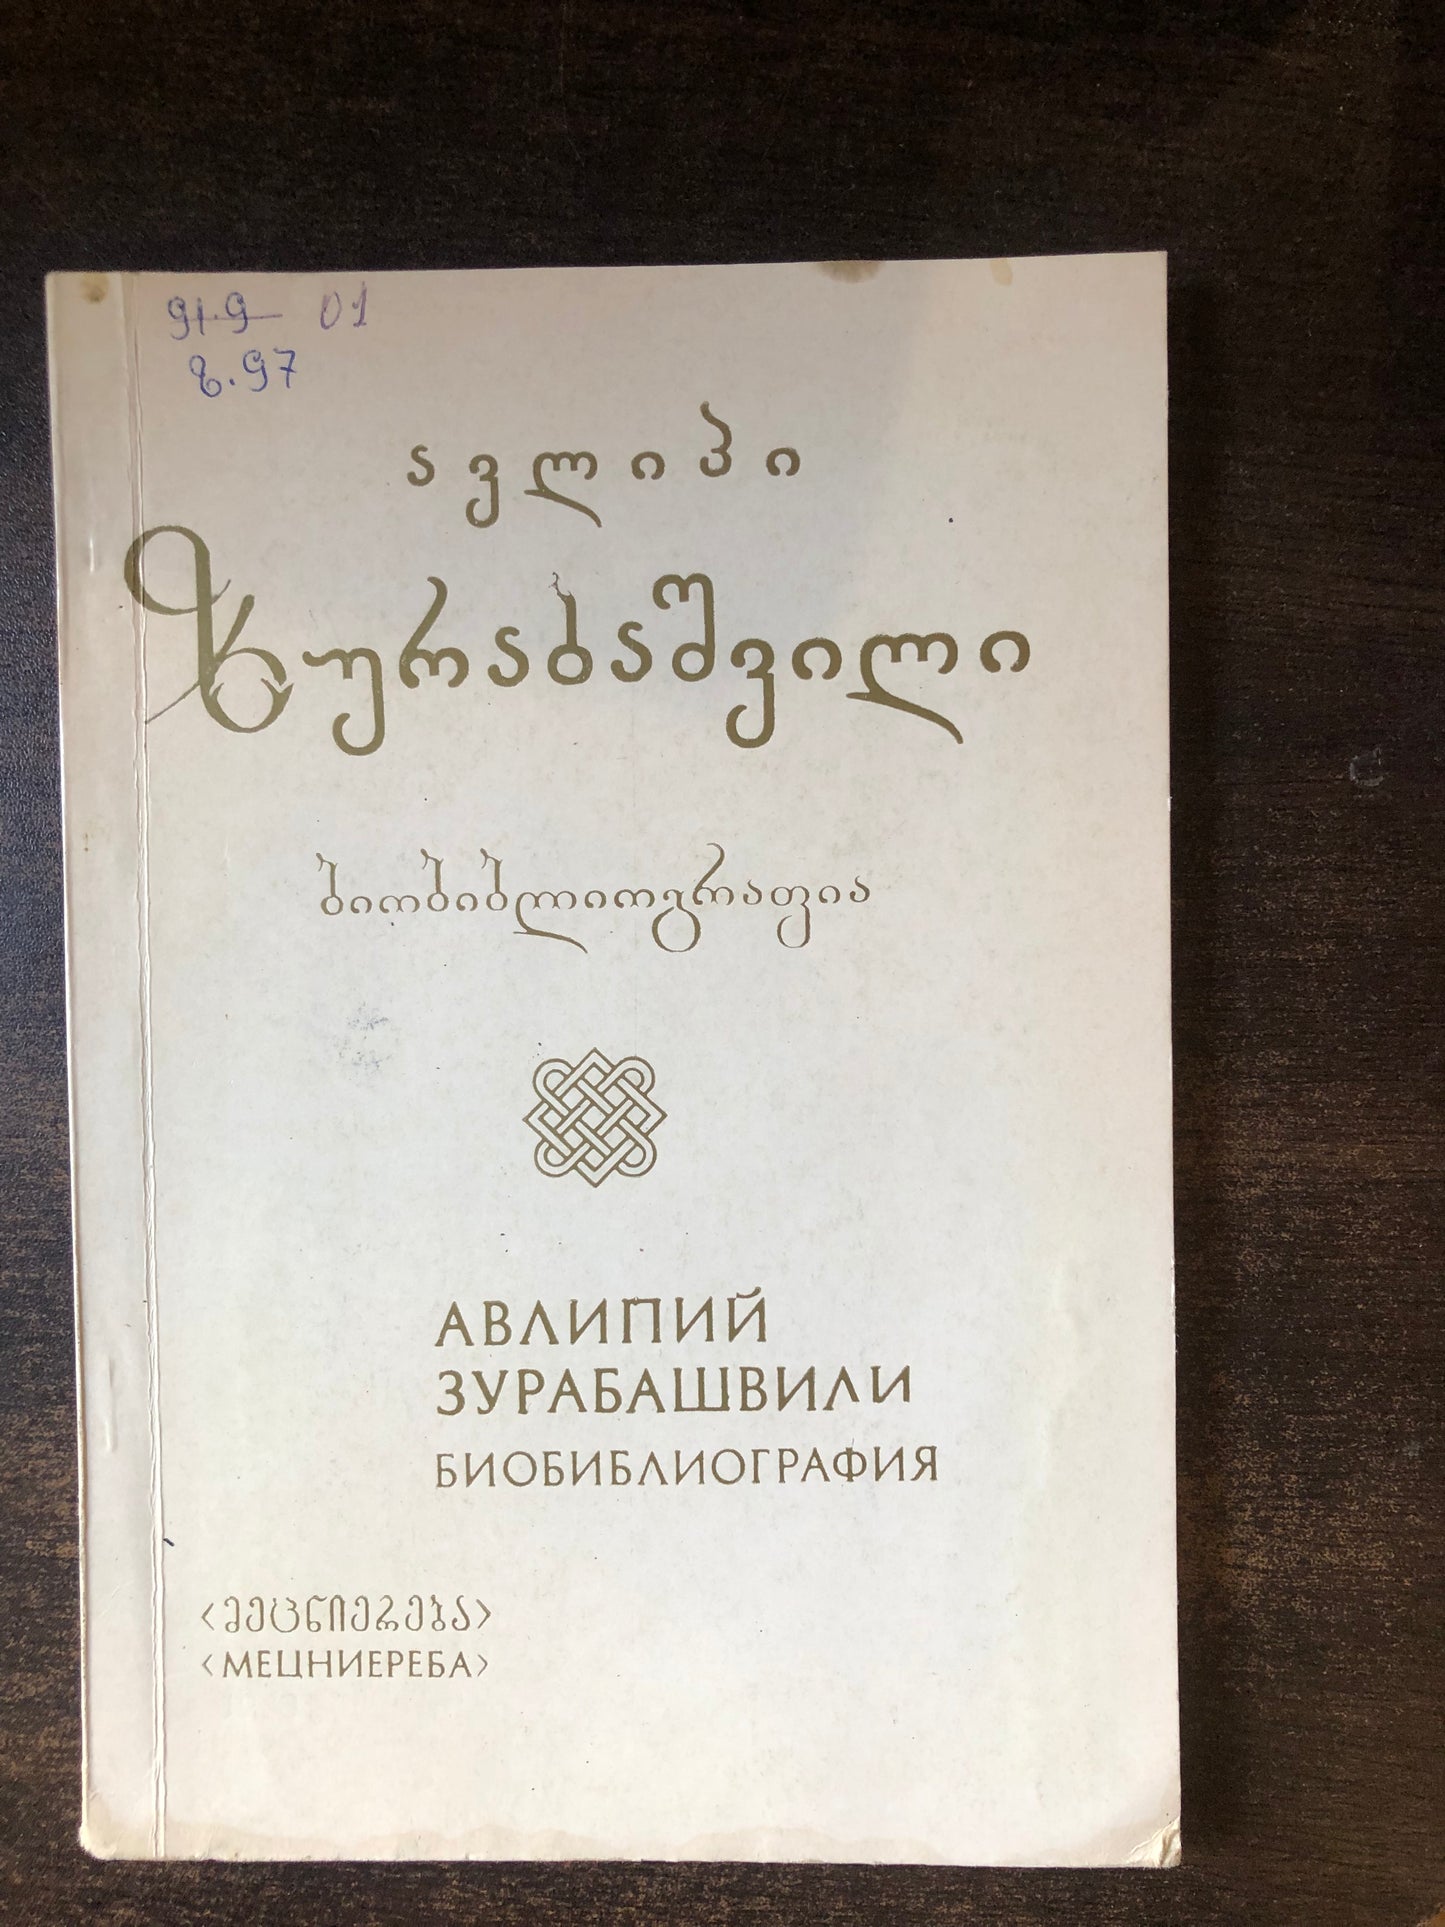 91.9 01
ზ.97
ავლიპი
ზურაბაშვილი
ბიობიბლიოგრაფია
АВЛИПИЙ
ЗУРАБАШВИЛИ
БИОБИБЛИОГРАФИЯ
<მეცნიერება>
<МЕЦНИЕРЕБА>